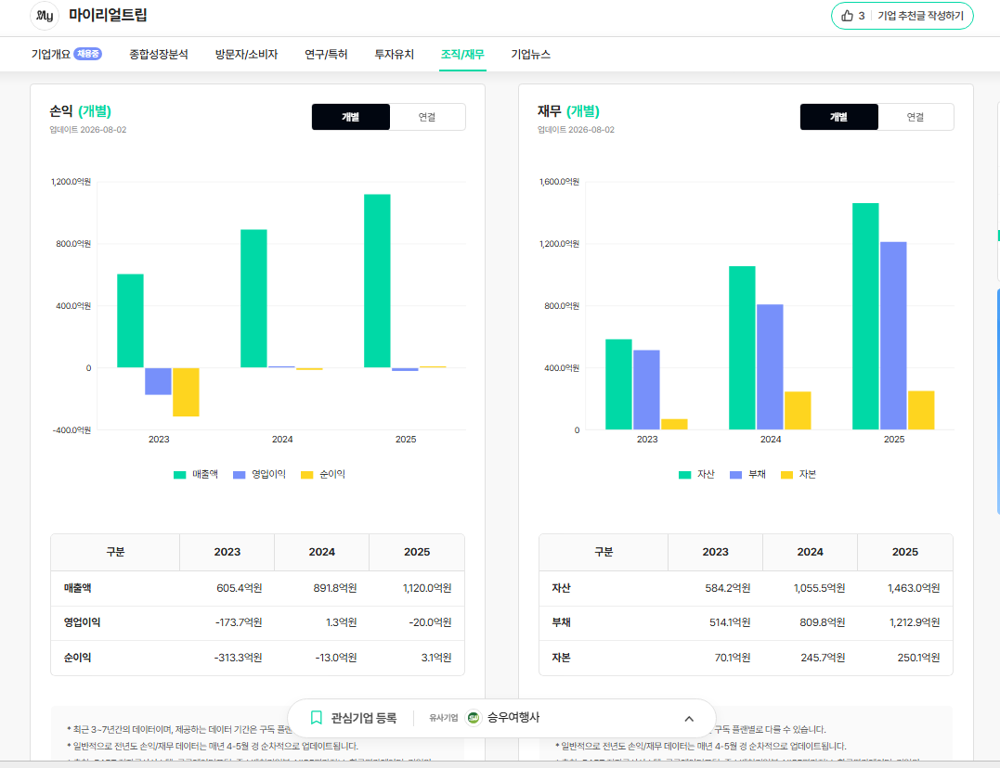 My 마이리얼트립
3 기업 추천글 작성하기
기업개요 채용중 종합성장분석 방문자/소비자 연구/특허 투자유치 조직/재무 기업뉴스
손익 (개별)
개별 연결
업데이트 2026-08-02
1,200.0억원
800.0억원
400.0억원
0
-400.0억원
2023 2024 2025
매출액 영업이익 순이익
구분 2023 2024 2025
매출액 605.4억원 891.8억원 1,120.0억원
영업이익 -173.7억원 1.3억원 -20.0억원
순이익 -313.3억원 -13.0억원 3.1억원
* 최근 3~7년간의 데이터이며, 제공하는 데이터 기간은 구독 플랜
* 일반적으로 전년도 손익/재무 데이터는 매년 4-5월 경 순차적으로 업데이트됩니다.
재무 (개별)
개별 연결
업데이트 2026-08-02
1,600.0억원
1,200.0억원
800.0억원
400.0억원
0
2023 2024 2025
자산 부채 자본
구분 2023 2024 2025
자산 584.2억원 1,055.5억원 1,463.0억원
부채 514.1억원 809.8억원 1,212.9억원
자본 70.1억원 245.7억원 250.1억원
구독 플랜별로 다를 수 있습니다.
* 일반적으로 전년도 손익/재무 데이터는 매년 4-5월 경 순차적으로 업데이트됩니다.
관심기업 등록 유사기업 승우여행사